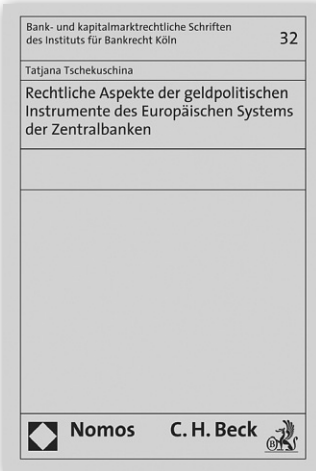 Bank- und kapitalmarktrechtliche Schriften
des Instituts für Bankrecht Köln
32
Tatjana Tschekuschina
Rechtliche Aspekte der geldpolitischen
Instrumente des Europäischen Systems
der Zentralbanken
Nomos
C. H. Beck
B